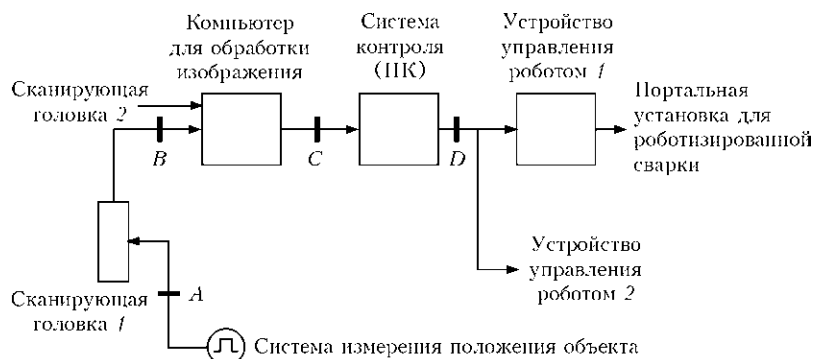 Компьютер
для обработки
изображения
Система
контроля
(ПК)
Устройство
управления
роботом 1
Сканирующая
головка 2
Портальная
установка для
роботизированной
сварки
B
C
D
Устройство
управления
роботом 2
Сканирующая
головка 1
A
Система измерения положения объекта